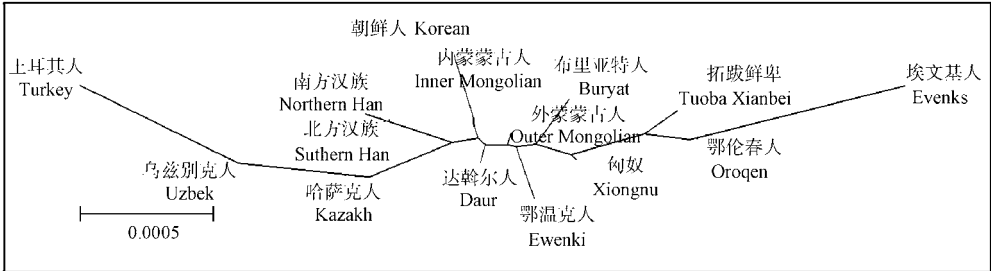 朝鲜人 Korean
土耳其人
Turkey
南方汉族
Northern Han
北方汉族
Suthern Han
内蒙蒙古人
Inner Mongolian
布里亚特人
Buryat
外蒙蒙古人
Outer Mongolian
拓跋鲜卑
Tuoba Xianbei
埃文基人
Evenks
乌兹别克人
Uzbek
哈萨克人
Kazakh
达斡尔人
Daur
鄂温克人
Ewenki
匈奴
Xiongnu
鄂伦春人
Oroqen
0.0005